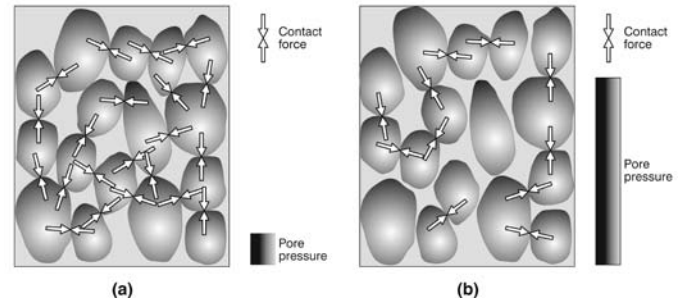 Contact
force
Pore
pressure
(a)
Contact
force
Pore
pressure
(b)